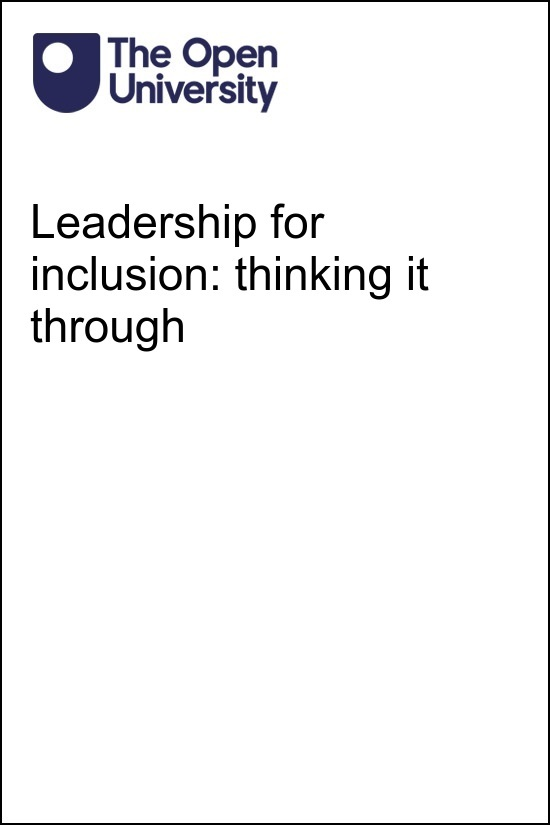 The Open
University
Leadership for
inclusion: thinking it
through